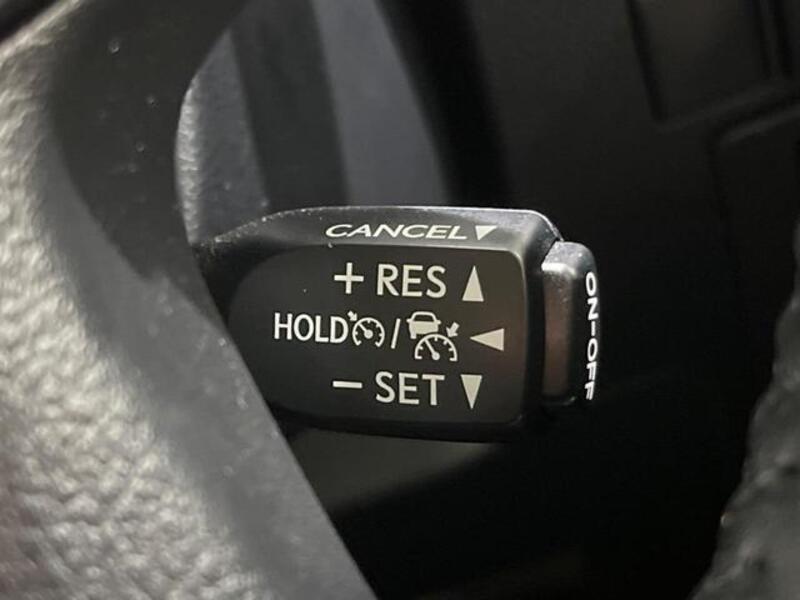 CANCEL▼
+ RES ▲
HOLD / ◀
− SET ▼
ON-OFF